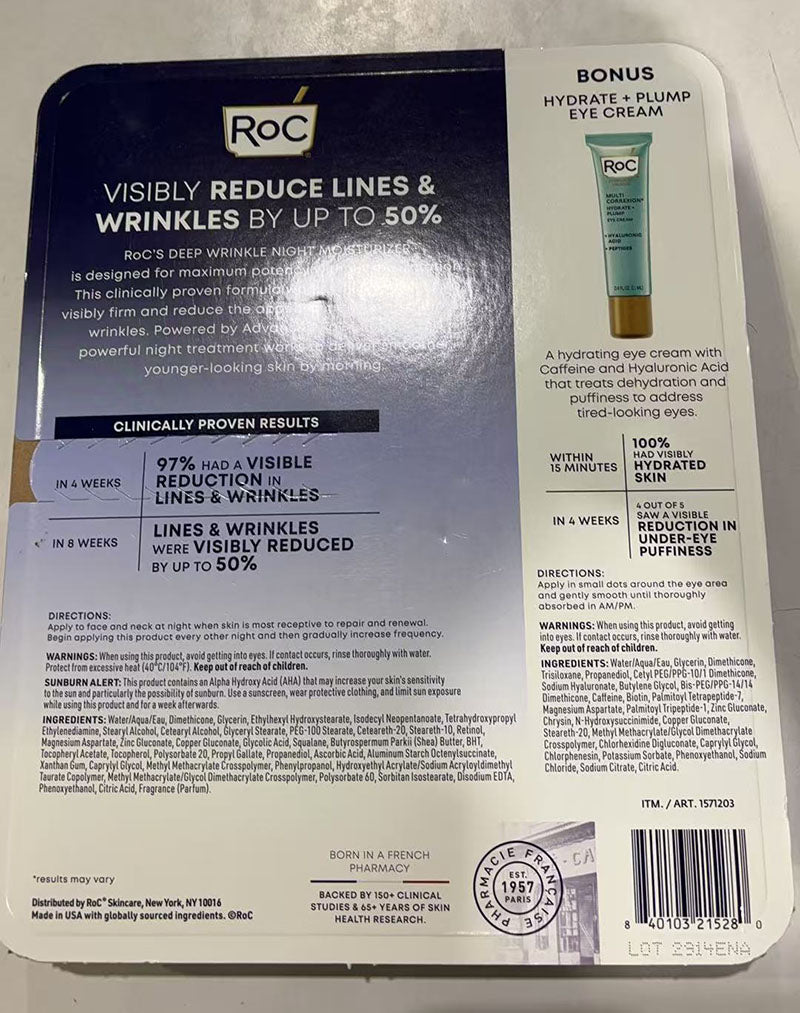 RoC
VISIBLY REDUCE LINES &
WRINKLES BY UP TO 50%
RoC'S DEEP WRINKLE NIGHT MOISTURIZER
is designed for maximum
This clinically proven
visibly firm and reduce the
wrinkles. Powered by
powerful night treatment
younger-looking skin by morning.
CLINICALLY PROVEN RESULTS
IN 4 WEEKS
97% HAD A VISIBLE
REDUCTION IN
LINES & WRINKLES
IN 8 WEEKS
LINES & WRINKLES
WERE VISIBLY REDUCED
BY UP TO 50%
DIRECTIONS:
Apply to face and neck at night when skin is most receptive to repair and renewal.
Begin applying this product every other night and then gradually increase frequency.
WARNINGS: When using this product, avoid getting into eyes. If contact occurs, rinse thoroughly with water.
Protect from excessive heat (40°C/104°F). Keep out of reach of children.
SUNBURN ALERT: This product contains an Alpha Hydroxy Acid (AHA) that may increase your skin's sensitivity
to the sun and particularly the possibility of sunburn. Use a sunscreen, wear protective clothing, and limit sun exposure
while using this product and for a week afterwards.
INGREDIENTS: Water/Aqua/Eau, Dimethicone, Glycerin, Ethylhexyl Hydroxystearate, Isodecyl Neopentanoate, Tetrahydroxypropyl
Ethylenediamine, Stearyl Alcohol, Cetearyl Alcohol, Glyceryl Stearate, PEG-100 Stearate, Ceteareth-20, Steareth-10, Retinol,
Magnesium Aspartate, Zinc Gluconate, Copper Gluconate, Glycolic Acid, Squalane, Butyrospermum Parkii (Shea) Butter, BHT,
Tocopheryl Acetate, Tocopherol, Polysorbate 20, Propyl Gallate, Propanediol, Ascorbic Acid, Aluminum Starch Octenylsuccinate,
Xanthan Gum, Caprylyl Glycol, Methyl Methacrylate Crosspolymer, Phenylpropanol, Hydroxyethyl Acrylate/Sodium Acryloyldimethyl
Taurate Copolymer, Methyl Methacrylate/Glycol Dimethacrylate Crosspolymer, Polysorbate 60, Sorbitan Isostearate, Disodium EDTA,
Phenoxyethanol, Citric Acid, Fragrance (Parfum).
*results may vary
Distributed by RoC® Skincare, New York, NY 10016
Made in USA with globally sourced ingredients. ©RoC
BORN IN A FRENCH
PHARMACY
BACKED BY 150+ CLINICAL
STUDIES & 65+ YEARS OF SKIN
HEALTH RESEARCH.
PHARMACIE FRANÇAISE
EST.
1957
PARIS
CA
BONUS
HYDRATE + PLUMP
EYE CREAM
RoC
MULTI
CORREXION®
HYDRATE +
PLUMP
EYE CREAM
+ HYALURONIC
ACID
+ PEPTIDES
A hydrating eye cream with
Caffeine and Hyaluronic Acid
that treats dehydration and
puffiness to address
tired-looking eyes.
WITHIN
15 MINUTES
100%
HAD VISIBLY
HYDRATED
SKIN
IN 4 WEEKS
4 OUT OF 5
SAW A VISIBLE
REDUCTION IN
UNDER-EYE
PUFFINESS
DIRECTIONS:
Apply in small dots around the eye area
and gently smooth until thoroughly
absorbed in AM/PM.
WARNINGS: When using this product, avoid getting
into eyes. If contact occurs, rinse thoroughly with water.
Keep out of reach of children.
INGREDIENTS: Water/Aqua/Eau, Glycerin, Dimethicone,
Trisiloxane, Propanediol, Cetyl PEG/PPG-10/1 Dimethicone,
Sodium Hyaluronate, Butylene Glycol, Bis-PEG/PPG-14/14
Dimethicone, Caffeine, Biotin, Palmitoyl Tetrapeptide-7,
Magnesium Aspartate, Palmitoyl Tripeptide-1, Zinc Gluconate,
Chrysin, N-Hydroxysuccinimide, Copper Gluconate,
Steareth-20, Methyl Methacrylate/Glycol Dimethacrylate
Crosspolymer, Chlorhexidine Digluconate, Caprylyl Glycol,
Chlorphenesin, Potassium Sorbate, Phenoxyethanol, Sodium
Chloride, Sodium Citrate, Citric Acid.
ITM. / ART. 1571203
8 40103 21528 0
LOT 2914ENA